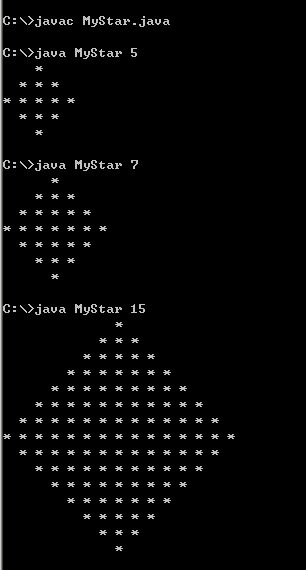 C:\>javac MyStar.java
C:\>java MyStar 5
    *
  * * *
* * * * *
  * * *
    *
C:\>java MyStar 7
      *
    * * *
  * * * * *
* * * * * * *
  * * * * *
    * * *
      *
C:\>java MyStar 15
              *
            * * *
          * * * * *
        * * * * * * *
      * * * * * * * * *
    * * * * * * * * * * *
  * * * * * * * * * * * * *
* * * * * * * * * * * * * * *
  * * * * * * * * * * * * *
    * * * * * * * * * * *
      * * * * * * * * *
        * * * * * * *
          * * * * *
            * * *
              *